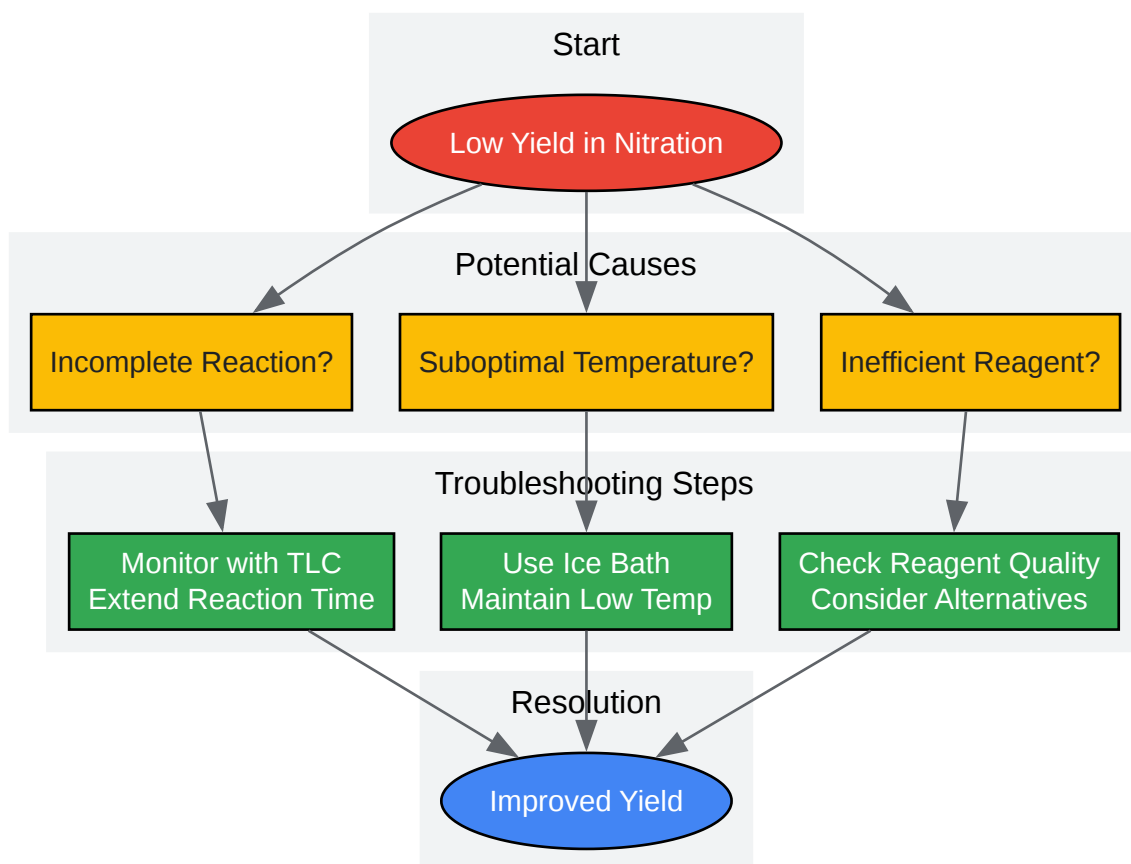 Start
Low Yield in Nitration
Potential Causes
Incomplete Reaction?
Suboptimal Temperature?
Inefficient Reagent?
Troubleshooting Steps
Monitor with TLC
Extend Reaction Time
Use Ice Bath
Maintain Low Temp
Check Reagent Quality
Consider Alternatives
Resolution
Improved Yield